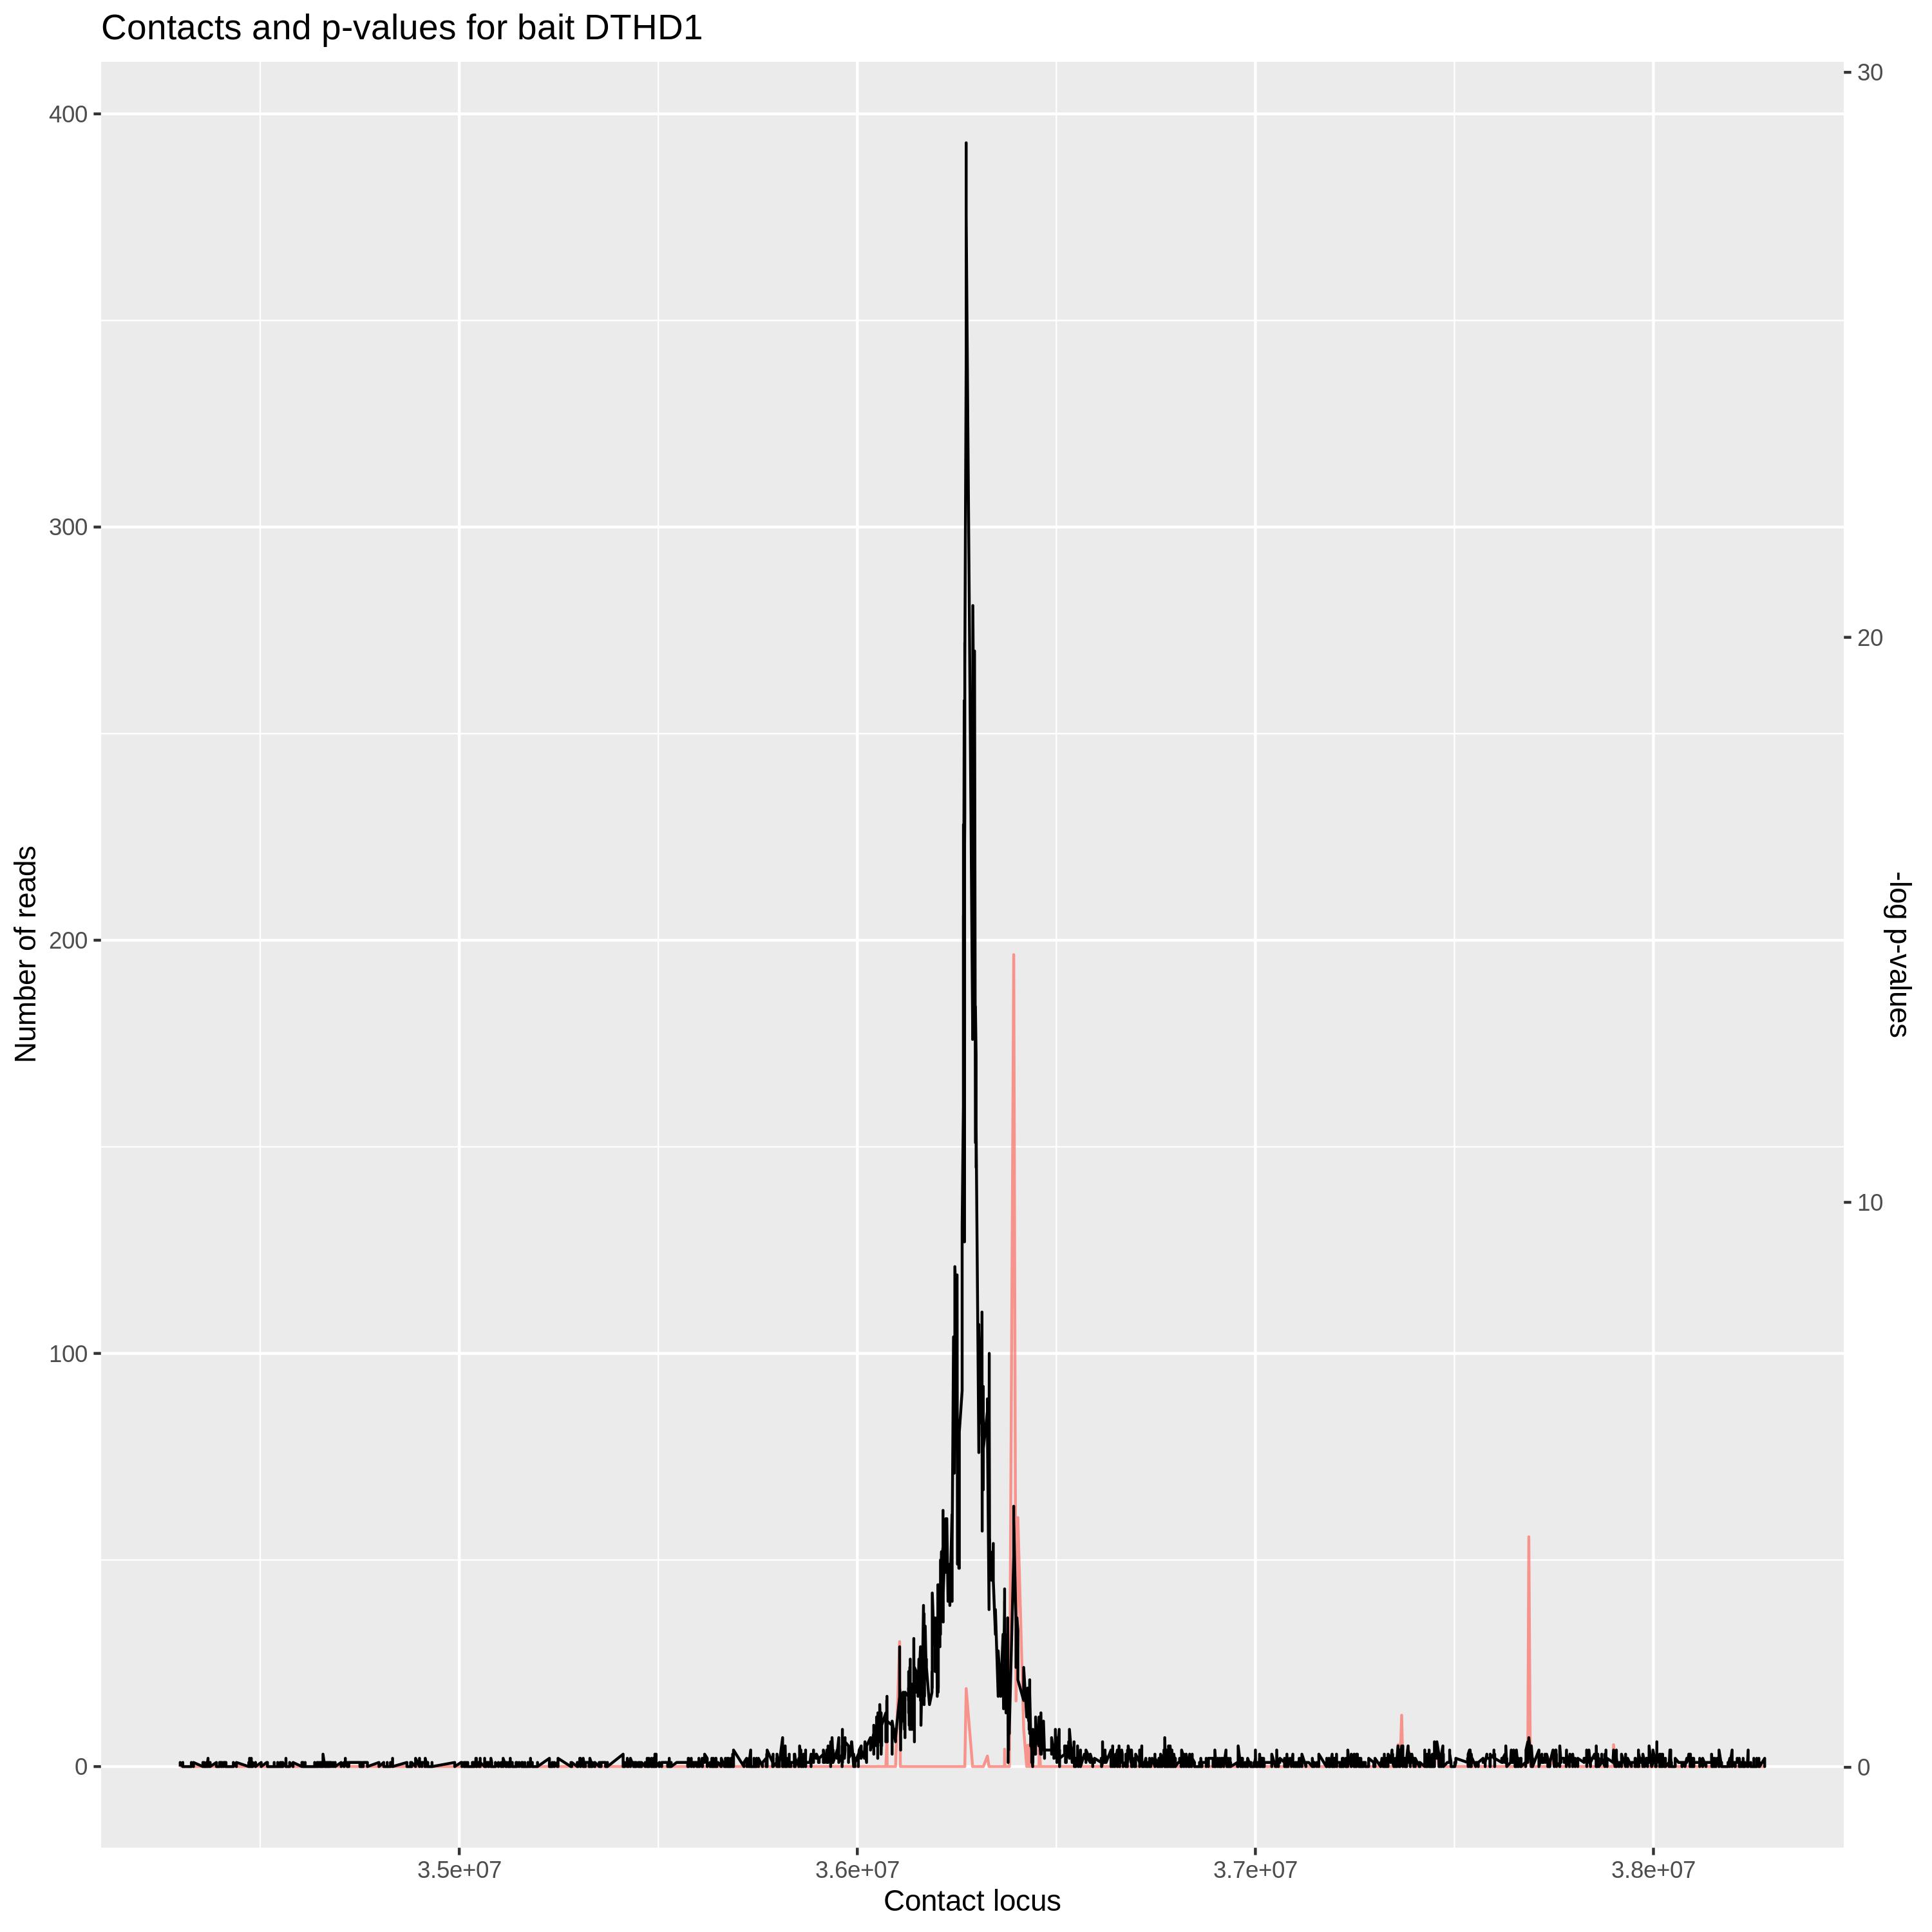 Contacts and p-values for bait DTHD1
400
300
200
100
0
Number of reads
30
20
10
0
-log p-values
3.5e+07
3.6e+07
3.7e+07
3.8e+07
Contact locus